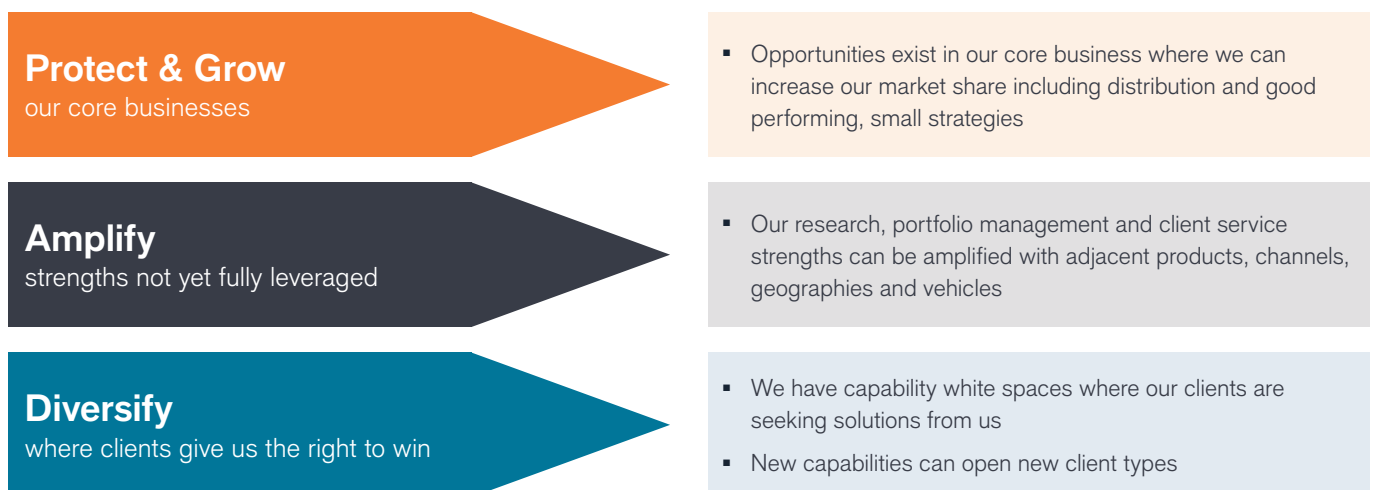 Protect & Grow
our core businesses
▪ Opportunities exist in our core business where we can
increase our market share including distribution and good
performing, small strategies
Amplify
strengths not yet fully leveraged
▪ Our research, portfolio management and client service
strengths can be amplified with adjacent products, channels,
geographies and vehicles
Diversify
where clients give us the right to win
▪ We have capability white spaces where our clients are
seeking solutions from us
▪ New capabilities can open new client types